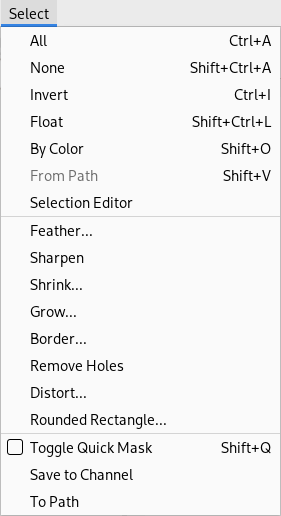 Select
All Ctrl+A
None Shift+Ctrl+A
Invert Ctrl+I
Float Shift+Ctrl+L
By Color Shift+O
From Path Shift+V
Selection Editor
Feather...
Sharpen
Shrink...
Grow...
Border...
Remove Holes
Distort...
Rounded Rectangle...
Toggle Quick Mask Shift+Q
Save to Channel
To Path